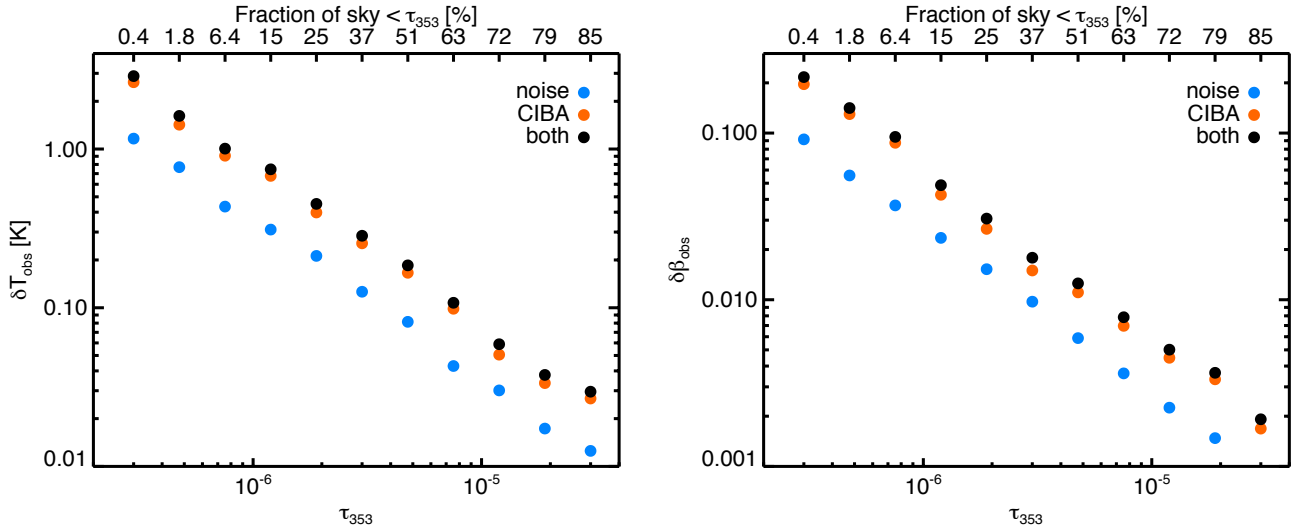 Fraction of sky < τ353 [%]
0.4 1.8 6.4 15 25 37 51 63 72 79 85
noise
CIBA
both
1.00
0.10
0.01
δTobs [K]
10-6 10-5
τ353
Fraction of sky < τ353 [%]
0.4 1.8 6.4 15 25 37 51 63 72 79 85
noise
CIBA
both
0.100
0.010
0.001
δβobs
10-6 10-5
τ353